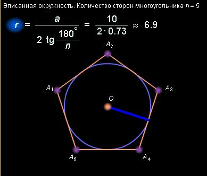 Вписанная окружность. Количество сторон многоугольника n = 5
r = a / (2 tg 180° / n) = 10 / (2 · 0.73) ≈ 6.9
A₂
A₁
A₃
O
A₅
A₄